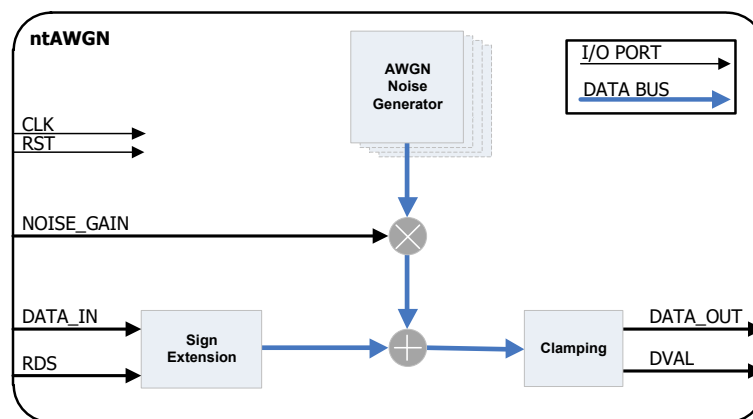 ntAWGN
AWGN
Noise
Generator
I/O PORT
DATA BUS
CLK
RST
NOISE_GAIN
DATA_IN
RDS
Sign
Extension
Clamping
DATA_OUT
DVAL